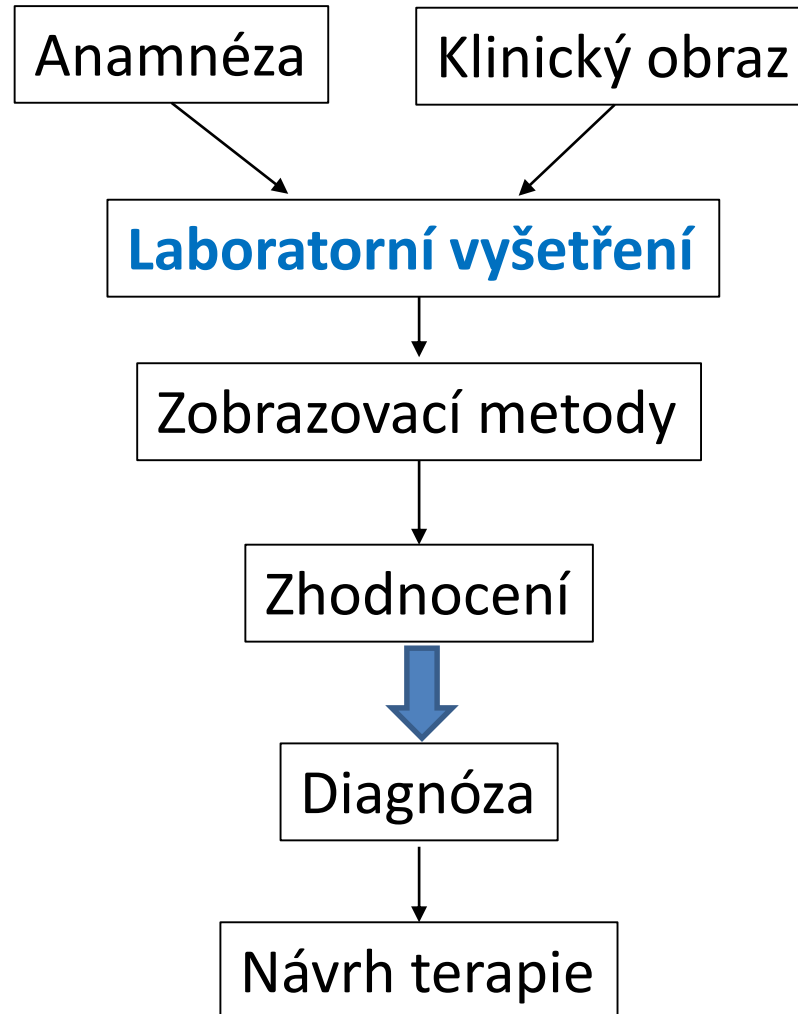 Anamnéza
Klinický obraz
Laboratorní vyšetření
Zobrazovací metody
Zhodnocení
Diagnóza
Návrh terapie